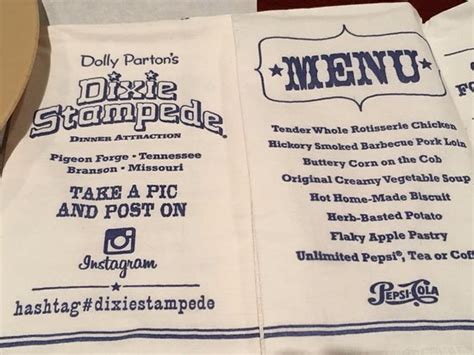 Dolly Parton's
Dixie
Stampede®
DINNER ATTRACTION
Pigeon Forge • Tennessee
Branson • Missouri
TAKE A PIC
AND POST ON
Instagram
hashtag#dixiestampede
MENU
Tender Whole Rotisserie Chicken
Hickory Smoked Barbecue Pork Loin
Buttery Corn on the Cob
Original Creamy Vegetable Soup
Hot Home-Made Biscuit
Herb-Basted Potato
Flaky Apple Pastry
Unlimited Pepsi®, Tea or Coff
PEPSI-COLA